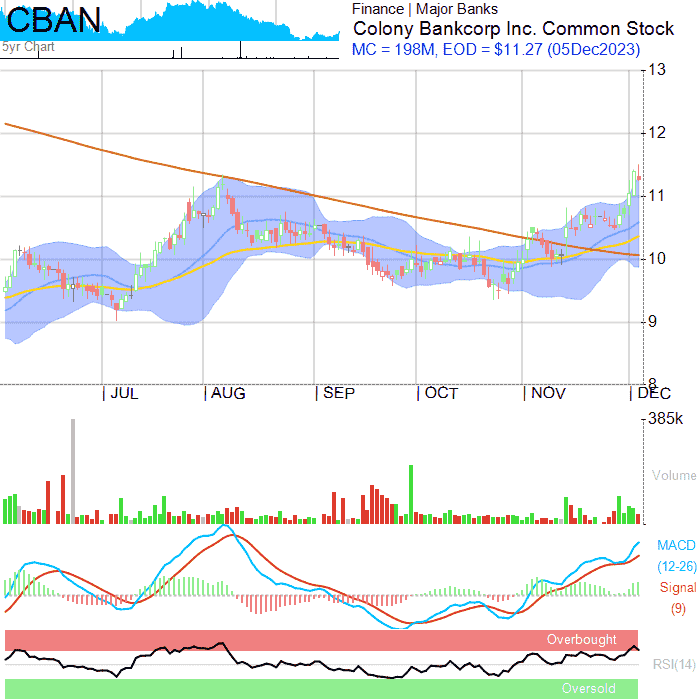 CBAN
5yr Chart
Finance | Major Banks
Colony Bankcorp Inc. Common Stock
MC = 198M, EOD = $11.27 (05Dec2023)
13
12
11
10
9
8
JUL AUG SEP OCT NOV DEC
385k
Volume
MACD
(12-26)
Signal
(9)
Overbought
RSI(14)
Oversold